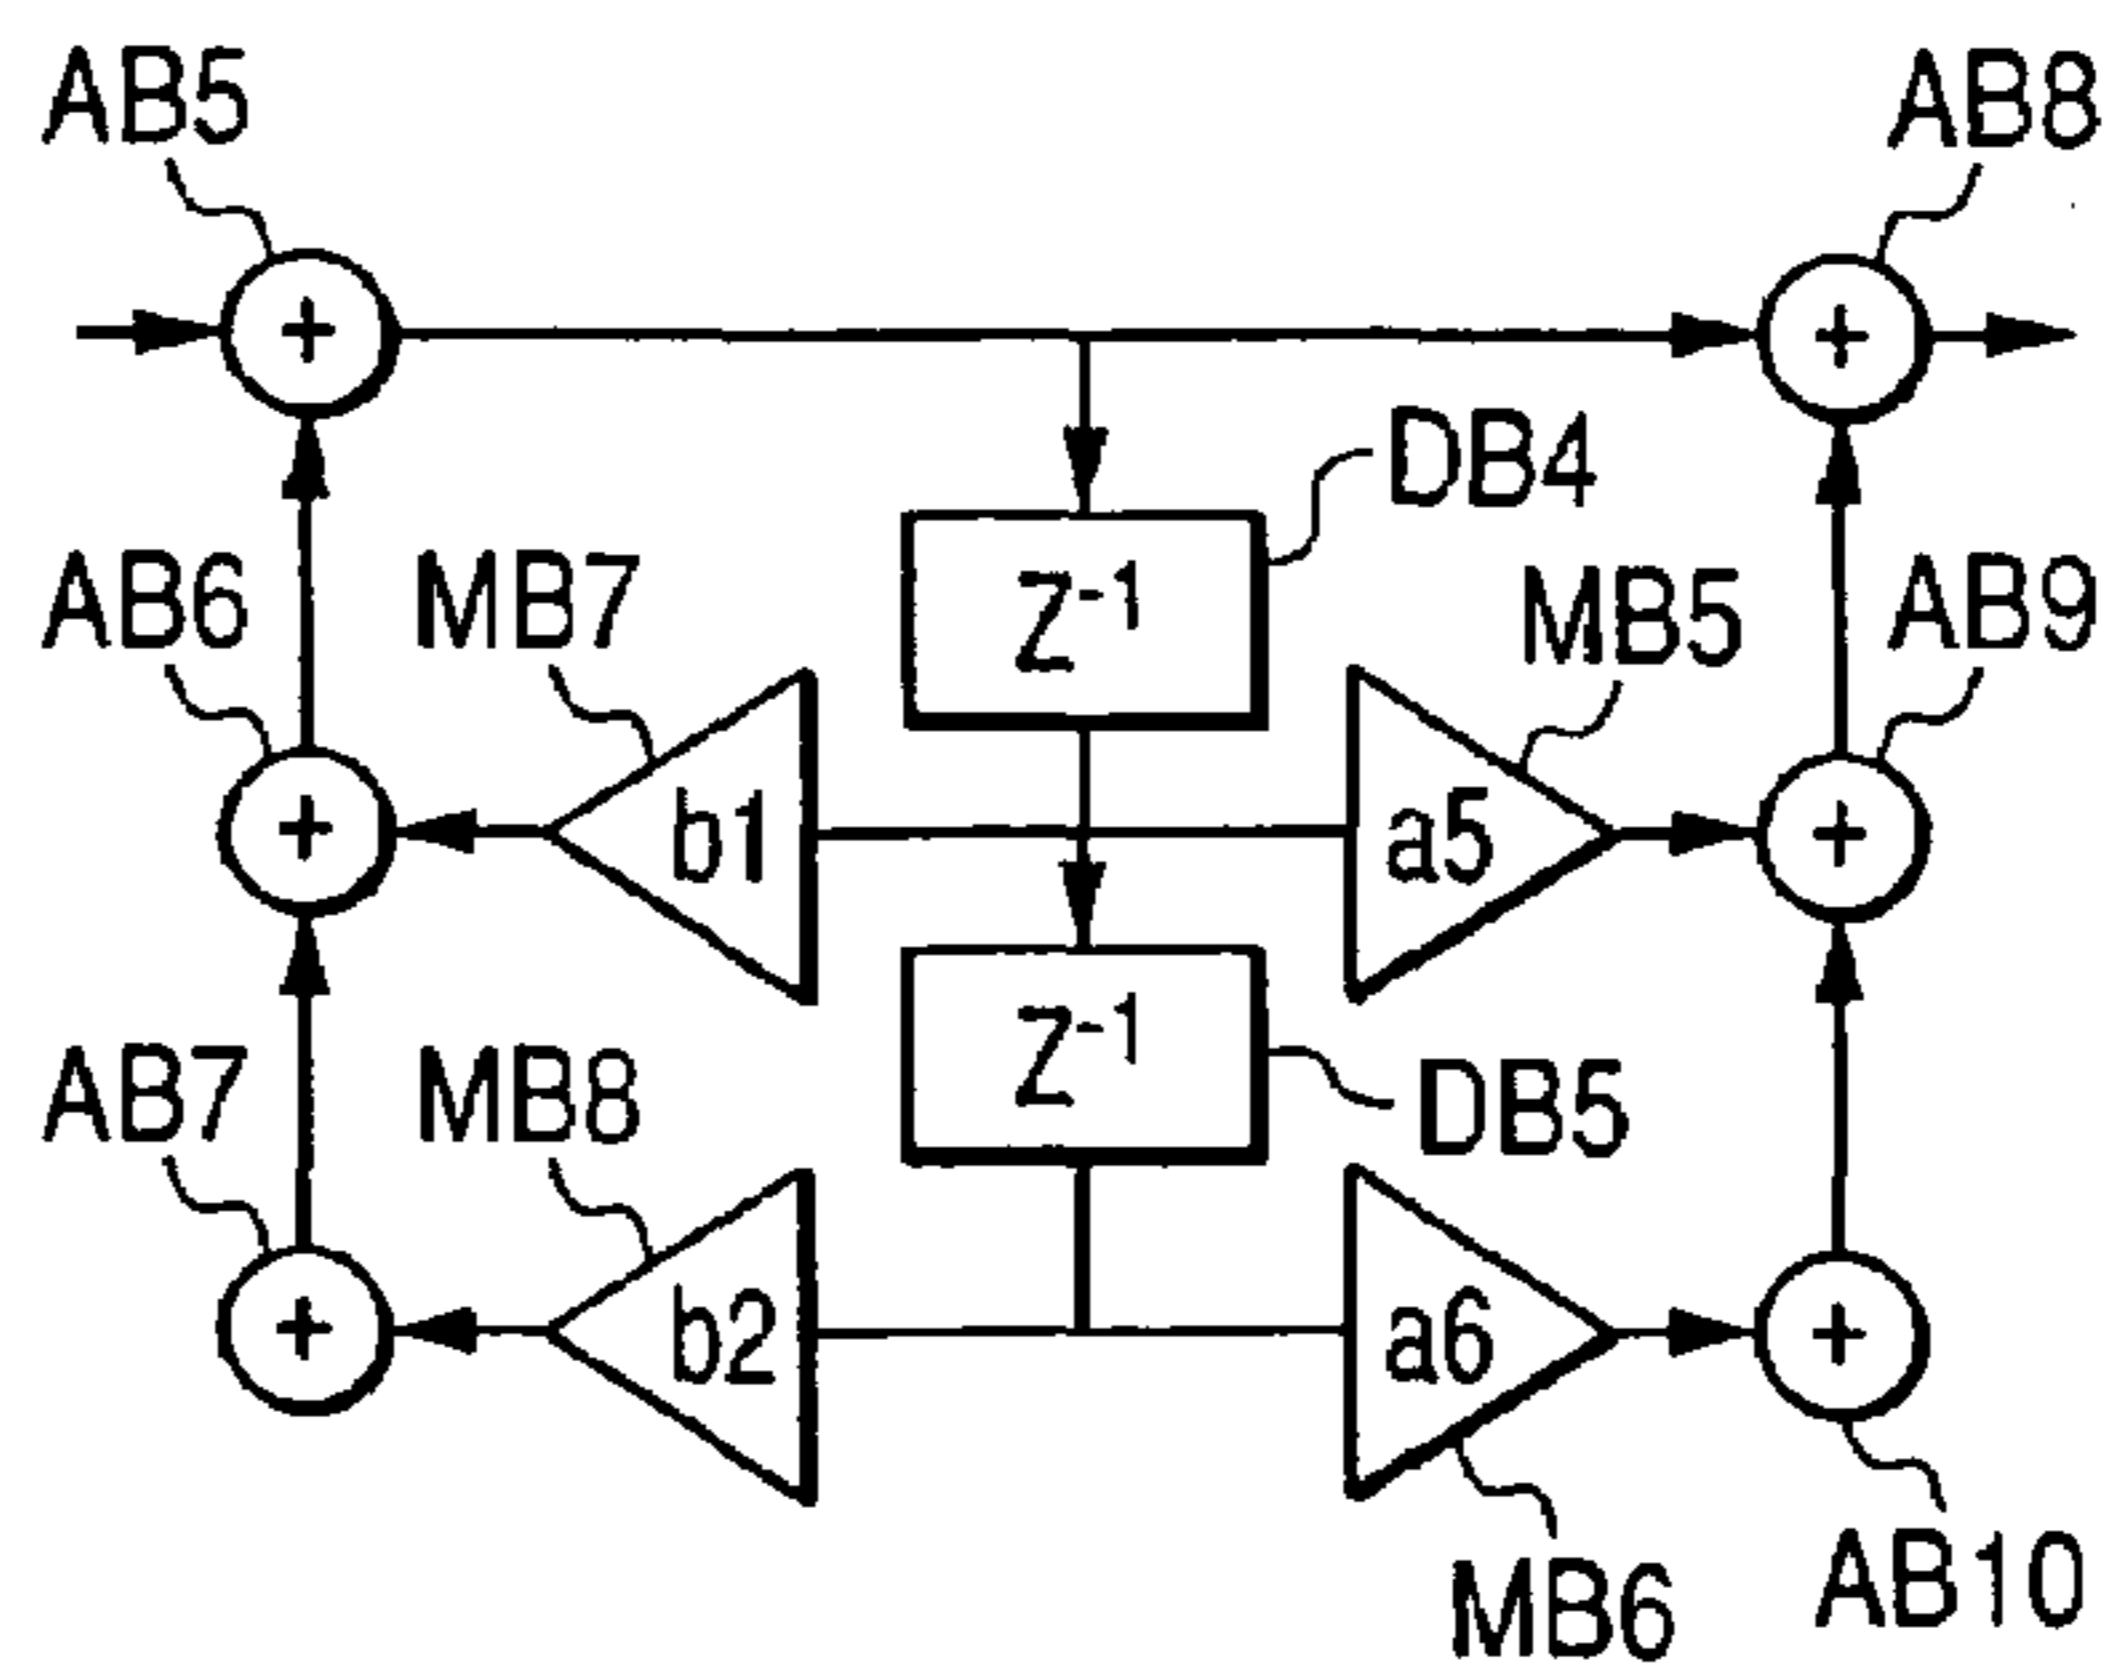 AB5
AB8
+
+
DB4
Z-1
AB6
MB7
MB5
AB9
+
b1
a5
+
Z-1
AB7
MB8
DB5
+
b2
a6
+
MB6
AB10